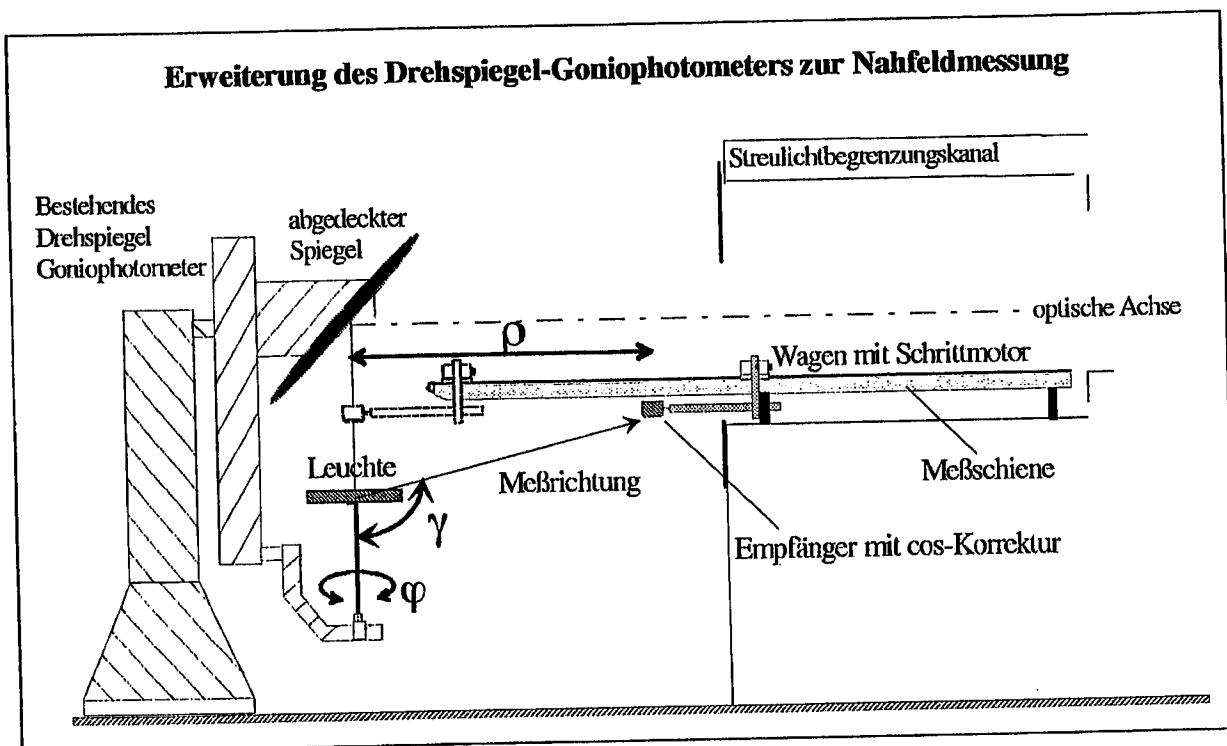 Erweiterung des Drehspiegel-Goniophotometers zur Nahfeldmessung
Streulichtbegrenzungskanal
Bestehendes
Drehspiegel
Goniophotometer
abgedeckter
Spiegel
optische Achse
ρ
Wagen mit Schrittmotor
Leuchte
Meßrichtung
Meßschiene
γ
Empfänger mit cos-Korrektur
φ